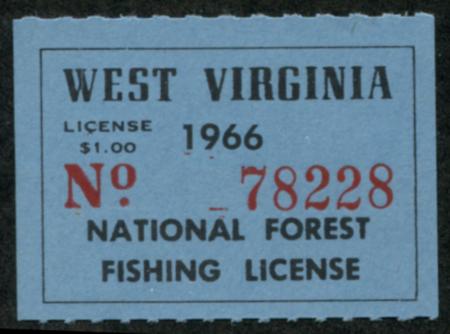 WEST VIRGINIA
LICENSE
$1.00
1966
Nº 78228
NATIONAL FOREST
FISHING LICENSE